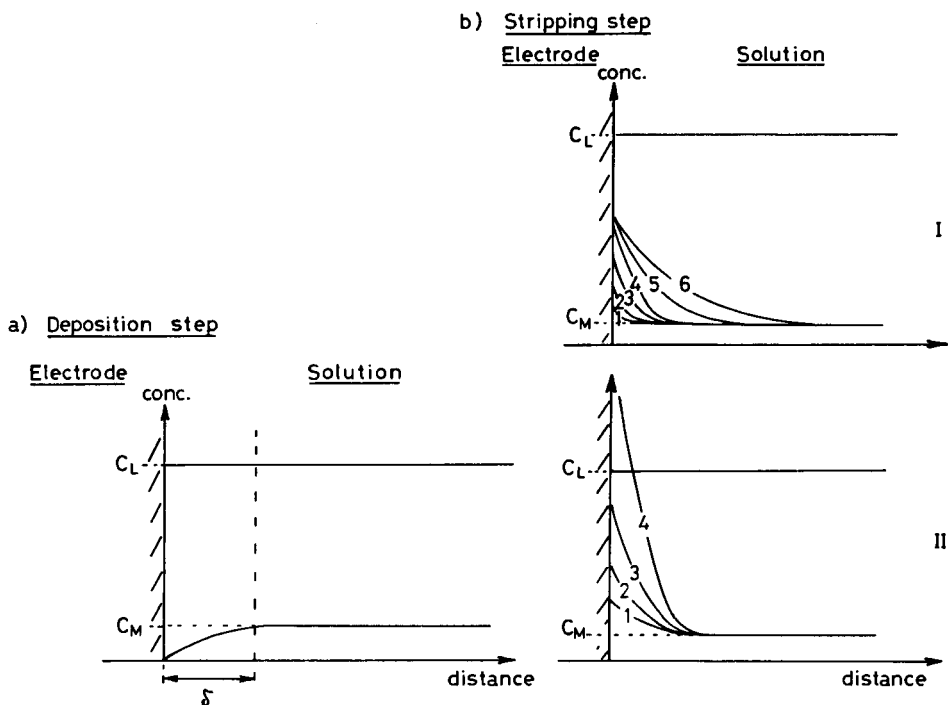 b) Stripping step
Electrode Solution
conc.
C_L
I
4 5 6
2 3
1
C_M
a) Deposition step
Electrode Solution
conc.
C_L
C_M
distance
δ
C_L
4
II
3
2
1
C_M
distance